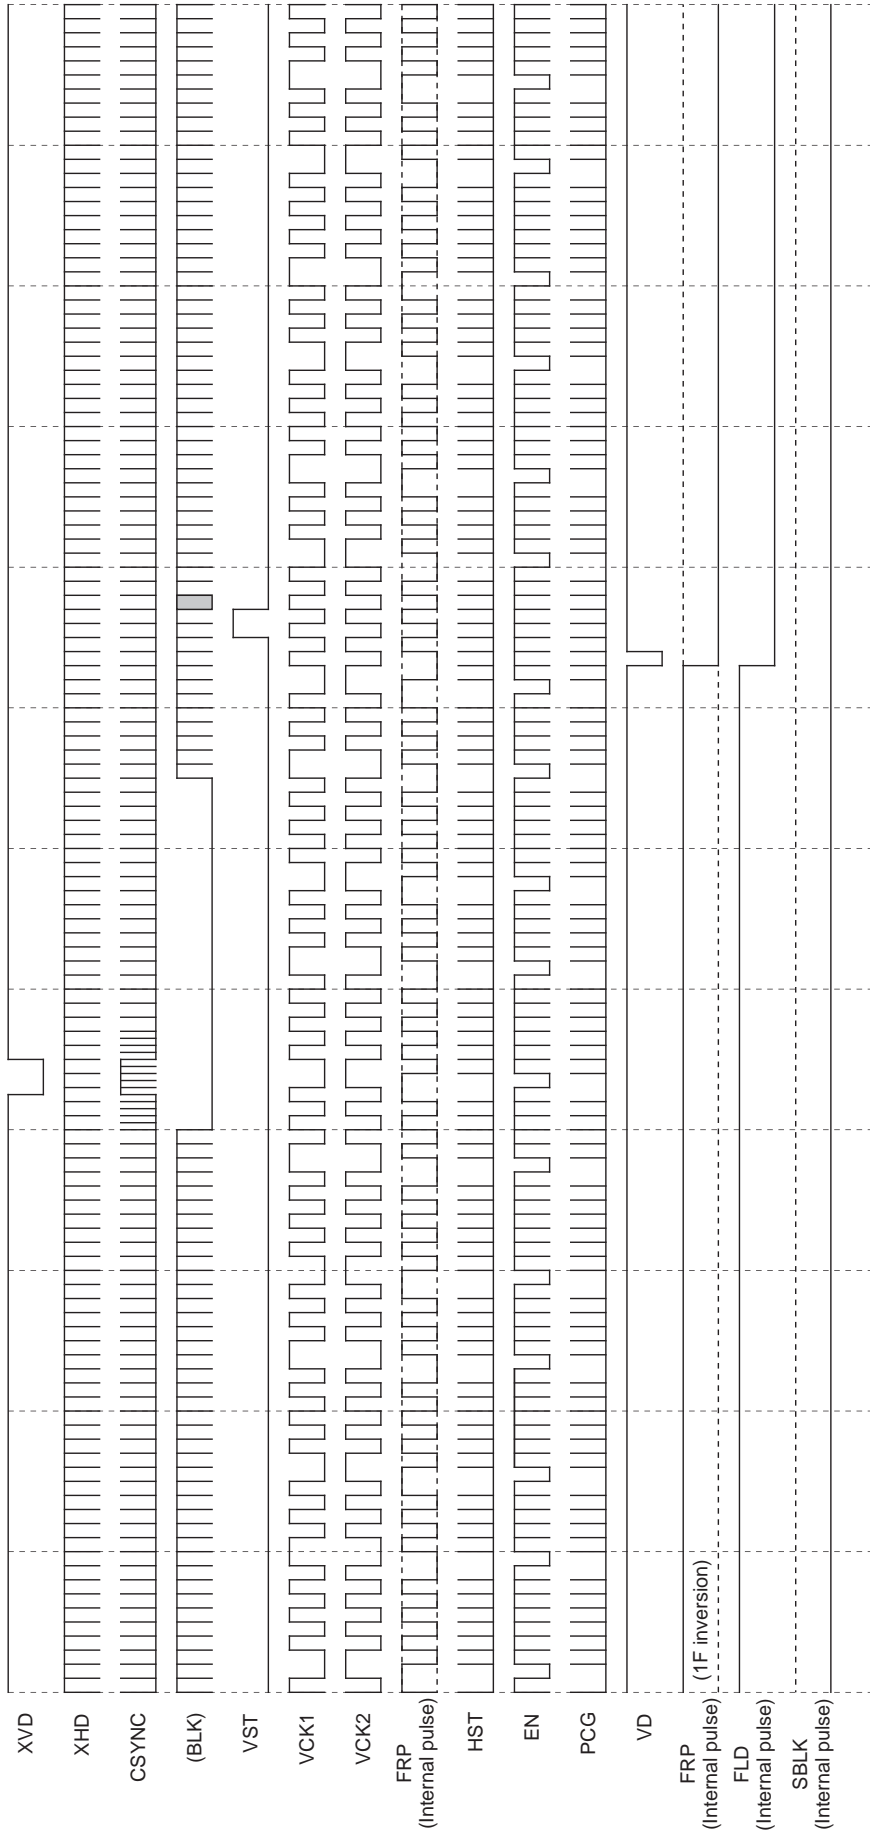 XVD
XHD
CSYNC
(BLK)
VST
VCK1
VCK2
FRP
(Internal pulse)
HST
EN
PCG
VD
FRP
(Internal pulse)
(1F inversion)
FLD
(Internal pulse)
SBLK
(Internal pulse)